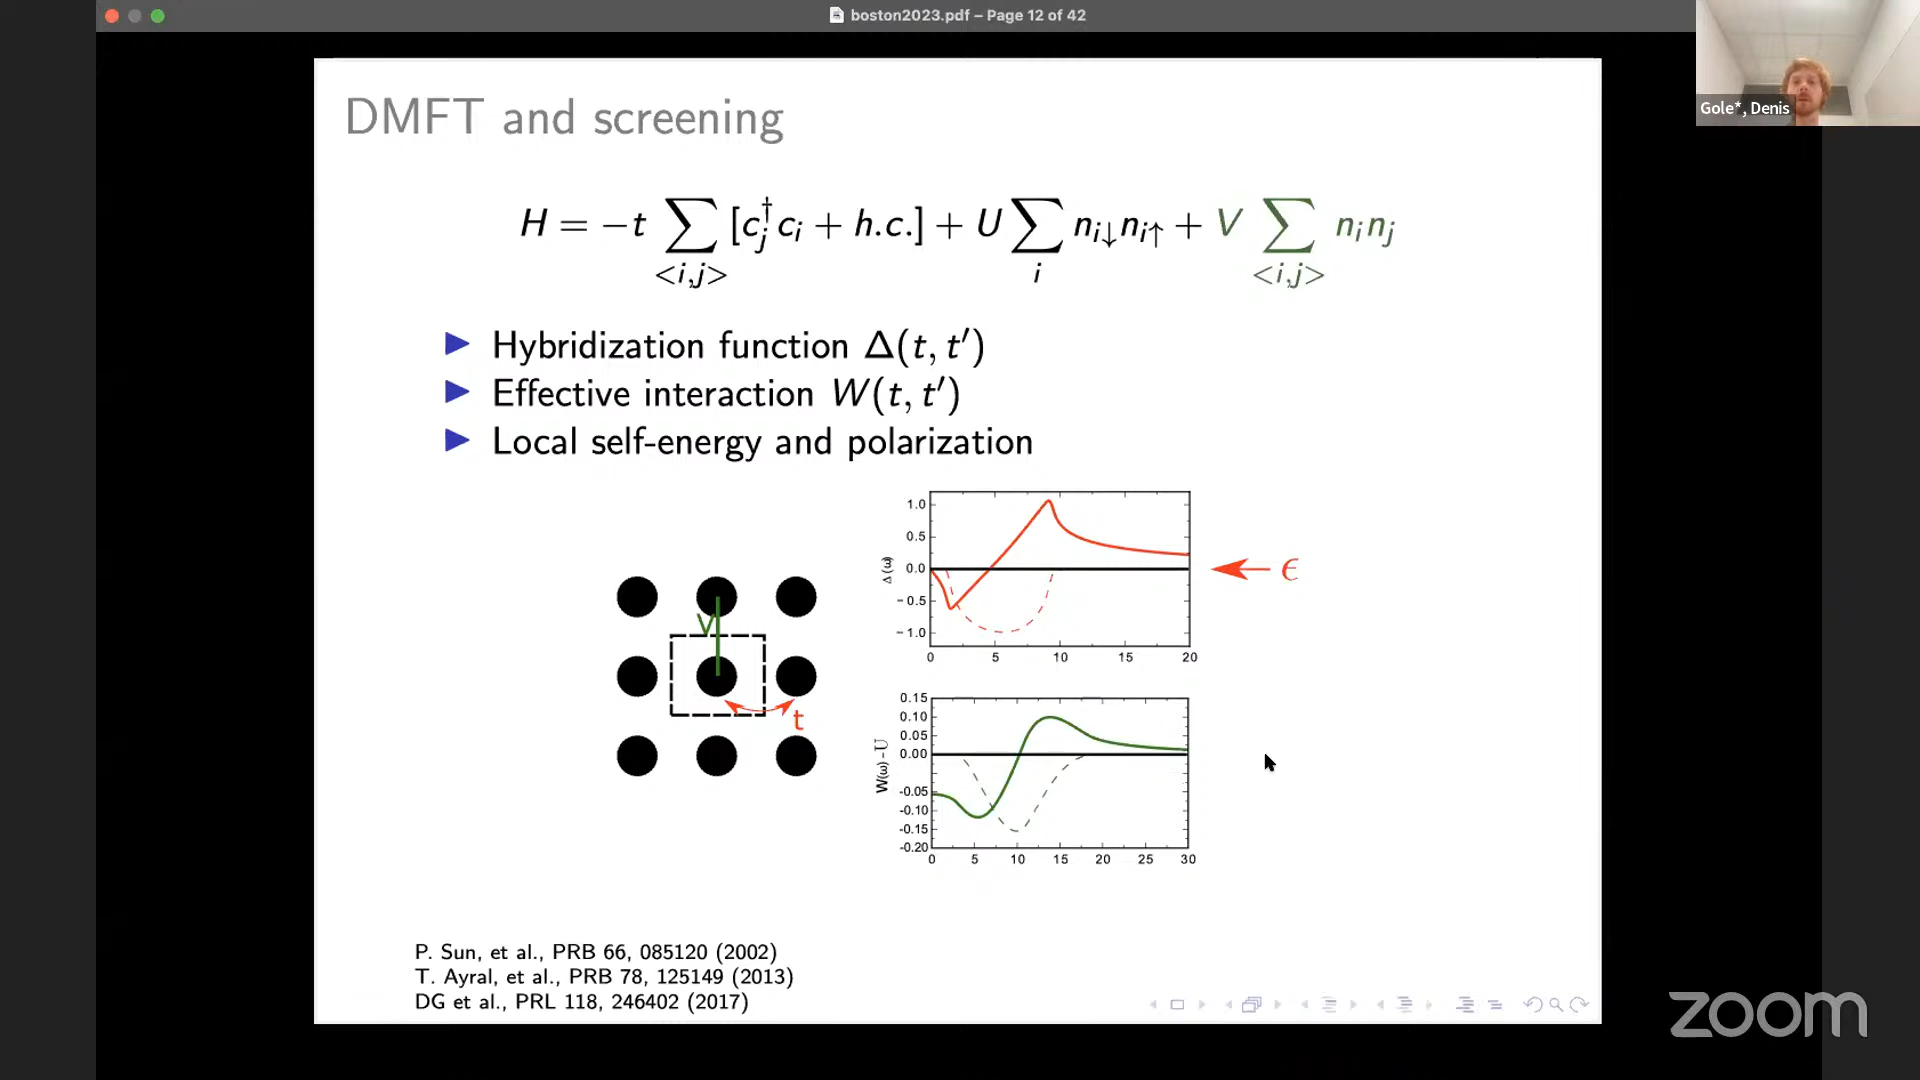 boston2023.pdf – Page 12 of 42
Gole*, Denis
DMFT and screening
H = −t ∑ [c†j ci + h.c.] + U ∑ ni↓ni↑ + V ∑ ninj
<i,j> i <i,j>
▶ Hybridization function Δ(t, t′)
▶ Effective interaction W(t, t′)
▶ Local self-energy and polarization
V
t
Δ(ω)
1.0
0.5
0.0
−0.5
−1.0
0 5 10 15 20
ϵ
W(ω)-U
0.15
0.10
0.05
0.00
-0.05
-0.10
-0.15
-0.20
0 5 10 15 20 25 30
P. Sun, et al., PRB 66, 085120 (2002)
T. Ayral, et al., PRB 78, 125149 (2013)
DG et al., PRL 118, 246402 (2017)
zoom